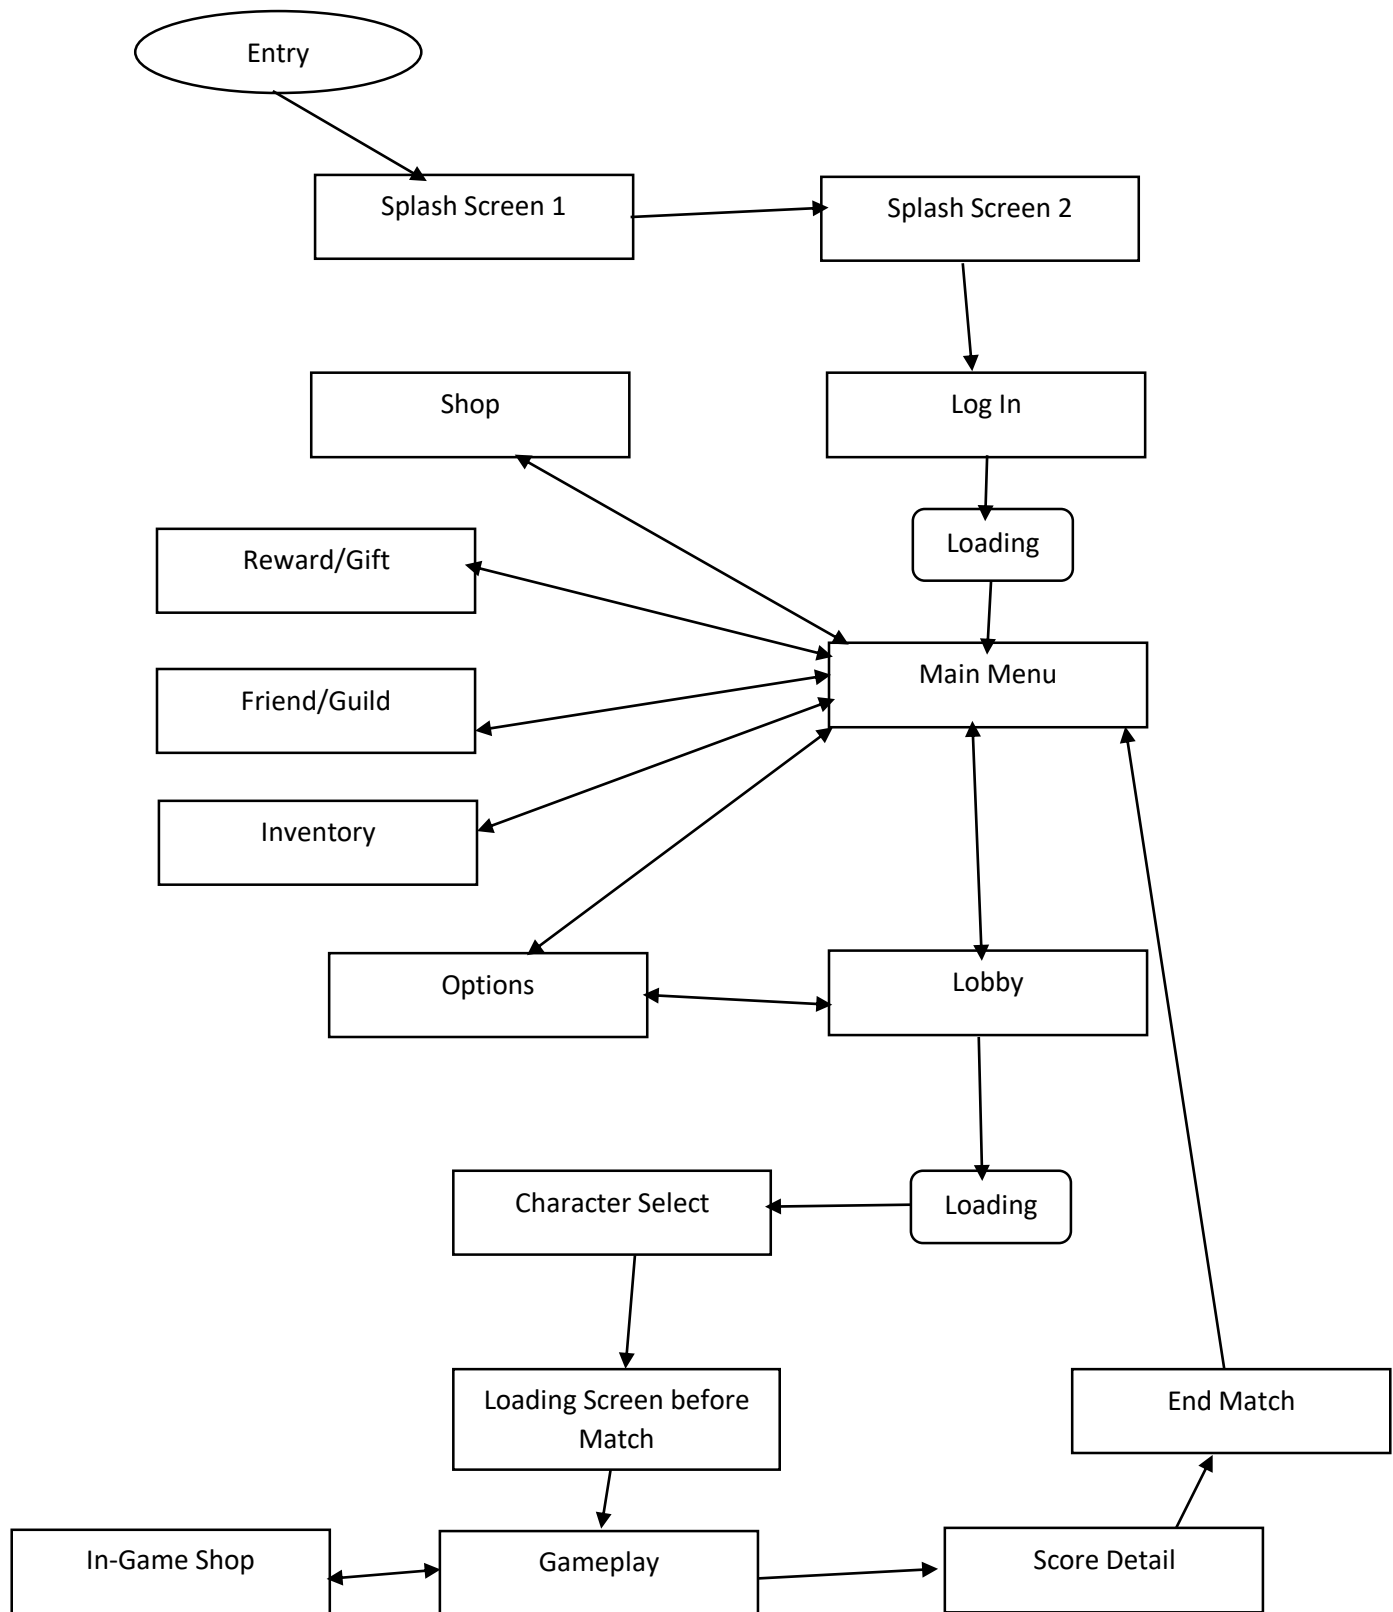 Entry
Splash Screen 1
Splash Screen 2
Shop
Log In
Loading
Reward/Gift
Main Menu
Friend/Guild
Inventory
Options
Lobby
Character Select
Loading
Loading Screen before
Match
End Match
In-Game Shop
Gameplay
Score Detail